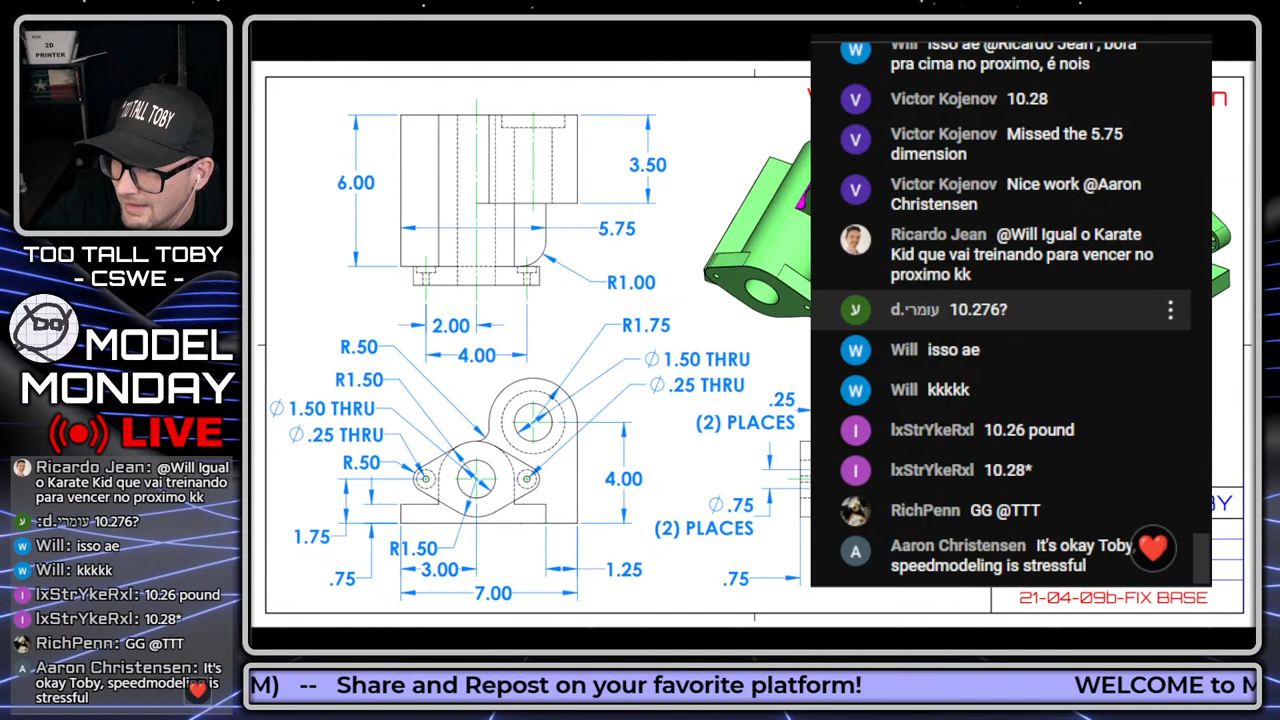 2D
PRINTER
TOO TALL TOBY
TOO TALL TOBY
- CSWE -
MODEL
MONDAY
LIVE
Ricardo Jean: @Will Igual
o Karate Kid que vai treinando
para vencer no proximo kk
d.עומרי: 10.276?
Will: isso ae
Will: kkkkk
IxStrYkeRxI: 10.26 pound
IxStrYkeRxI: 10.28*
RichPenn: GG @TTT
Aaron Christensen: It's
okay Toby, speedmodeling is
stressful
6.00
3.50
5.75
R1.00
2.00
4.00
R1.75
R.50
R1.50
∅ 1.50 THRU
∅ 1.50 THRU
∅ .25 THRU
∅ .25 THRU
R.50
.25
(2) PLACES
4.00
∅.75
(2) PLACES
1.75
R1.50
.75
3.00
1.25
.75
7.00
21-04-09b-FIX BASE
Will isso ae @Ricardo Jean , bora
pra cima no proximo, é nois
Victor Kojenov 10.28
Victor Kojenov Missed the 5.75
dimension
Victor Kojenov Nice work @Aaron
Christensen
Ricardo Jean @Will Igual o Karate
Kid que vai treinando para vencer no
proximo kk
d.עומרי 10.276?
Will isso ae
Will kkkkk
IxStrYkeRxI 10.26 pound
IxStrYkeRxI 10.28*
RichPenn GG @TTT
Aaron Christensen It's okay Toby,
speedmodeling is stressful
M) -- Share and Repost on your favorite platform! WELCOME to M